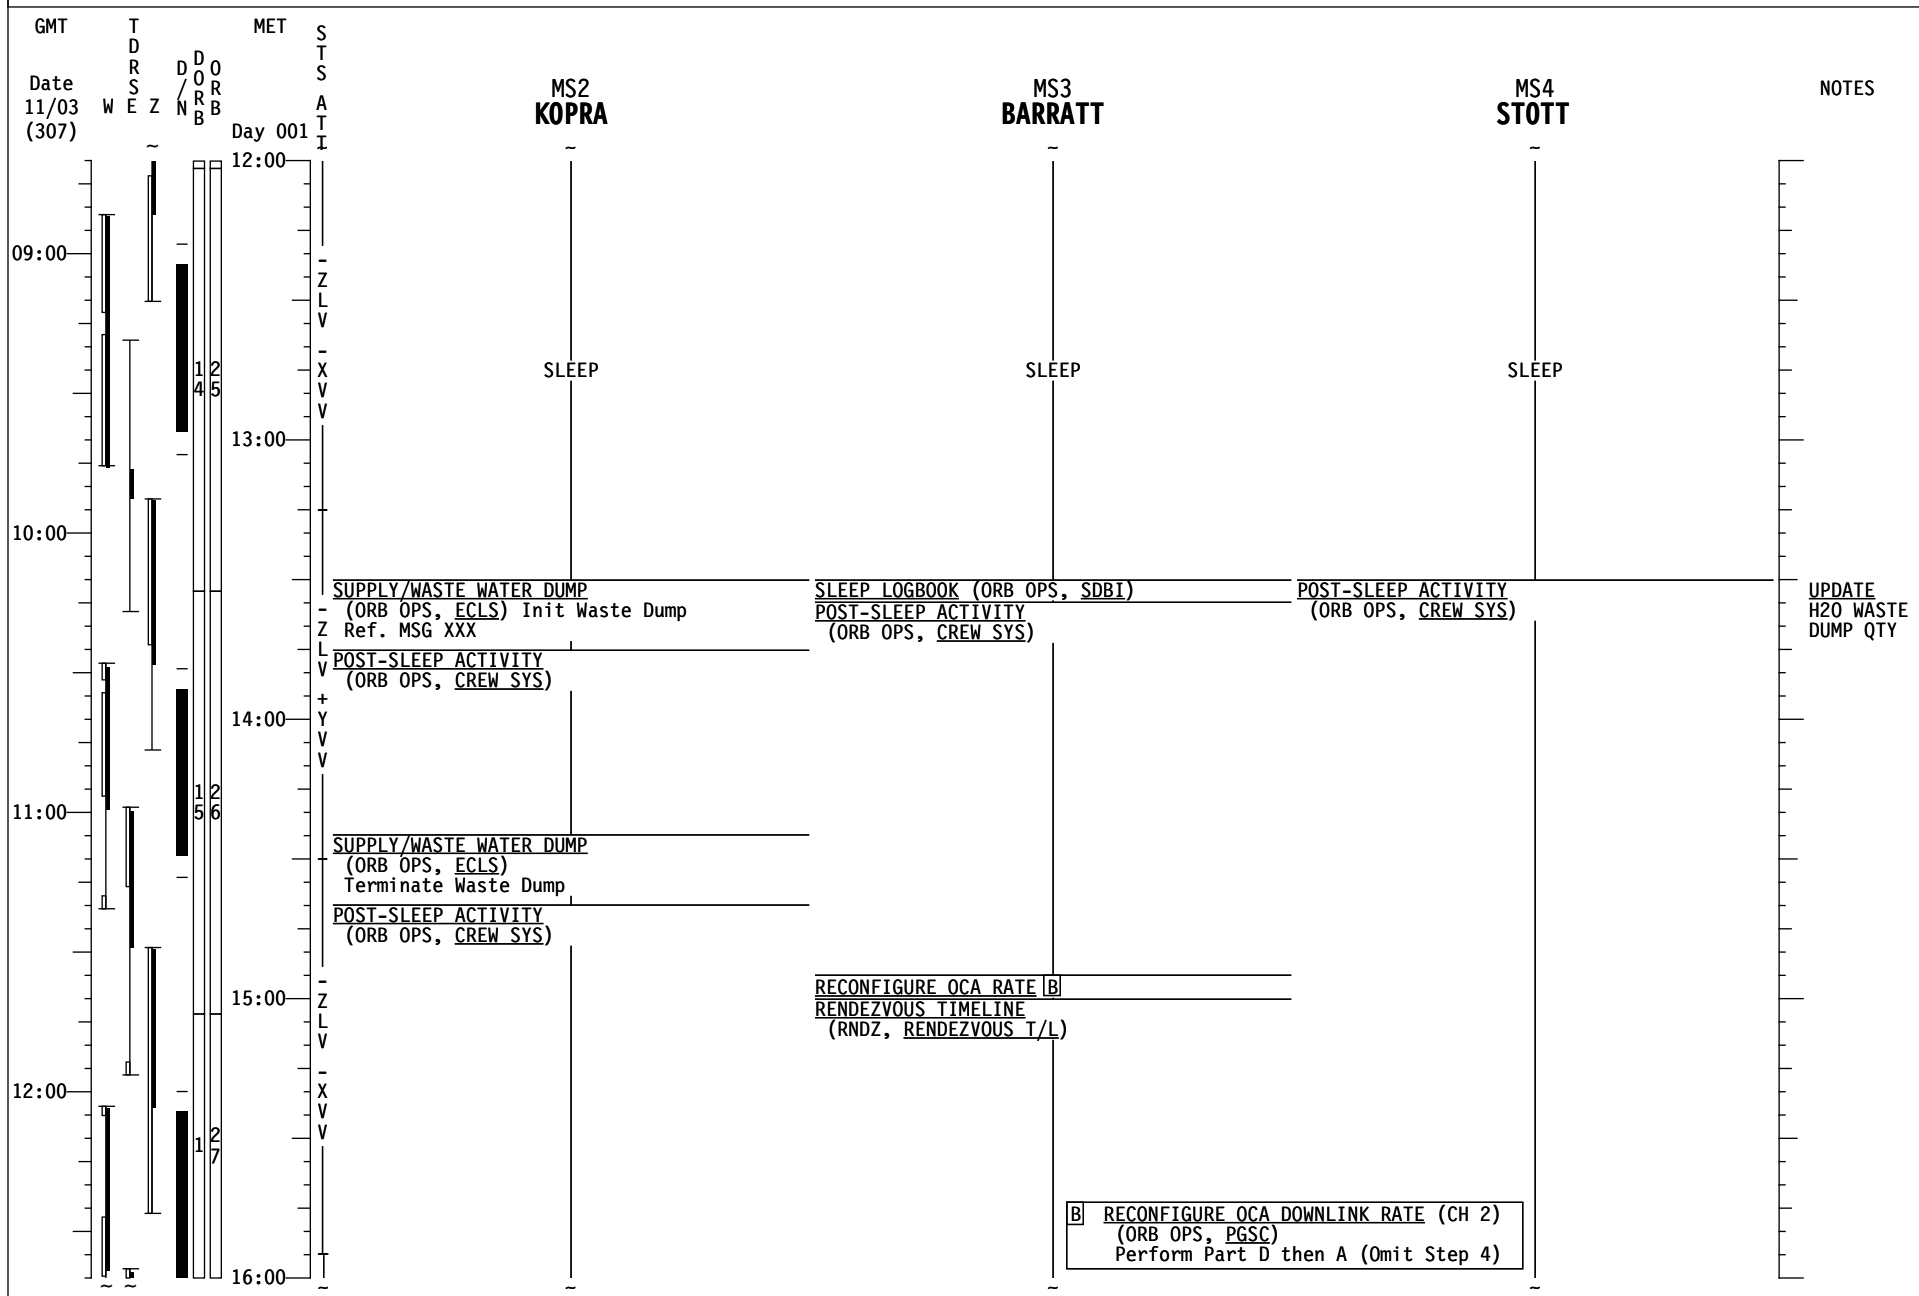 GMT
TDRS
MET
STS ATTI
Date
11/03
(307)
W E Z
D/N
DORB
ORB
Day 001
MS2
KOPRA
MS3
BARRATT
MS4
STOTT
NOTES
~ ~ ~ ~
12:00
09:00
-ZLV
-XVV
14
25
SLEEP
SLEEP
SLEEP
13:00
10:00
SUPPLY/WASTE WATER DUMP
(ORB OPS, ECLS) Init Waste Dump
Ref. MSG XXX
POST-SLEEP ACTIVITY
(ORB OPS, CREW SYS)
SLEEP LOGBOOK (ORB OPS, SDBI)
POST-SLEEP ACTIVITY
(ORB OPS, CREW SYS)
POST-SLEEP ACTIVITY
(ORB OPS, CREW SYS)
UPDATE
H2O WASTE
DUMP QTY
-ZLV
+YVV
14:00
15
26
11:00
SUPPLY/WASTE WATER DUMP
(ORB OPS, ECLS)
Terminate Waste Dump
POST-SLEEP ACTIVITY
(ORB OPS, CREW SYS)
RECONFIGURE OCA RATE B
15:00
RENDEZVOUS TIMELINE
(RNDZ, RENDEZVOUS T/L)
-ZLV
-XVV
12:00
1
27
B RECONFIGURE OCA DOWNLINK RATE (CH 2)
(ORB OPS, PGSC)
Perform Part D then A (Omit Step 4)
16:00
~ ~ ~ ~ ~ ~